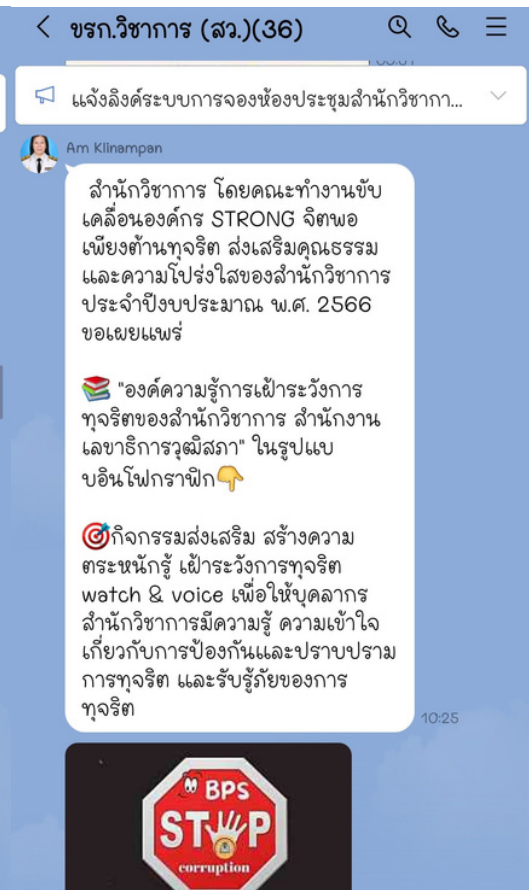 ขรก.วิชาการ (สว.)(36)
แจ้งลิงค์ระบบการจองห้องประชุมสำนักวิชากา...
Am Klinampan
สำนักวิชาการ โดยคณะทำงานขับ
เคลื่อนองค์กร STRONG จิตพอ
เพียงต้านทุจริต ส่งเสริมคุณธรรม
และความโปร่งใสของสำนักวิชาการ
ประจำปีงบประมาณ พ.ศ. 2566
ขอเผยแพร่
📚 "องค์ความรู้การเฝ้าระวังการ
ทุจริตของสำนักวิชาการ สำนักงาน
เลขาธิการวุฒิสภา" ในรูปแบ
บอินโฟกราฟิก👇
🎯กิจกรรมส่งเสริม สร้างความ
ตระหนักรู้ เฝ้าระวังการทุจริต
watch & voice เพื่อให้บุคลากร
สำนักวิชาการมีความรู้ ความเข้าใจ
เกี่ยวกับการป้องกันและปราบปราม
การทุจริต และรับรู้ภัยของการ
ทุจริต
10:25
BPS
STOP
corruption